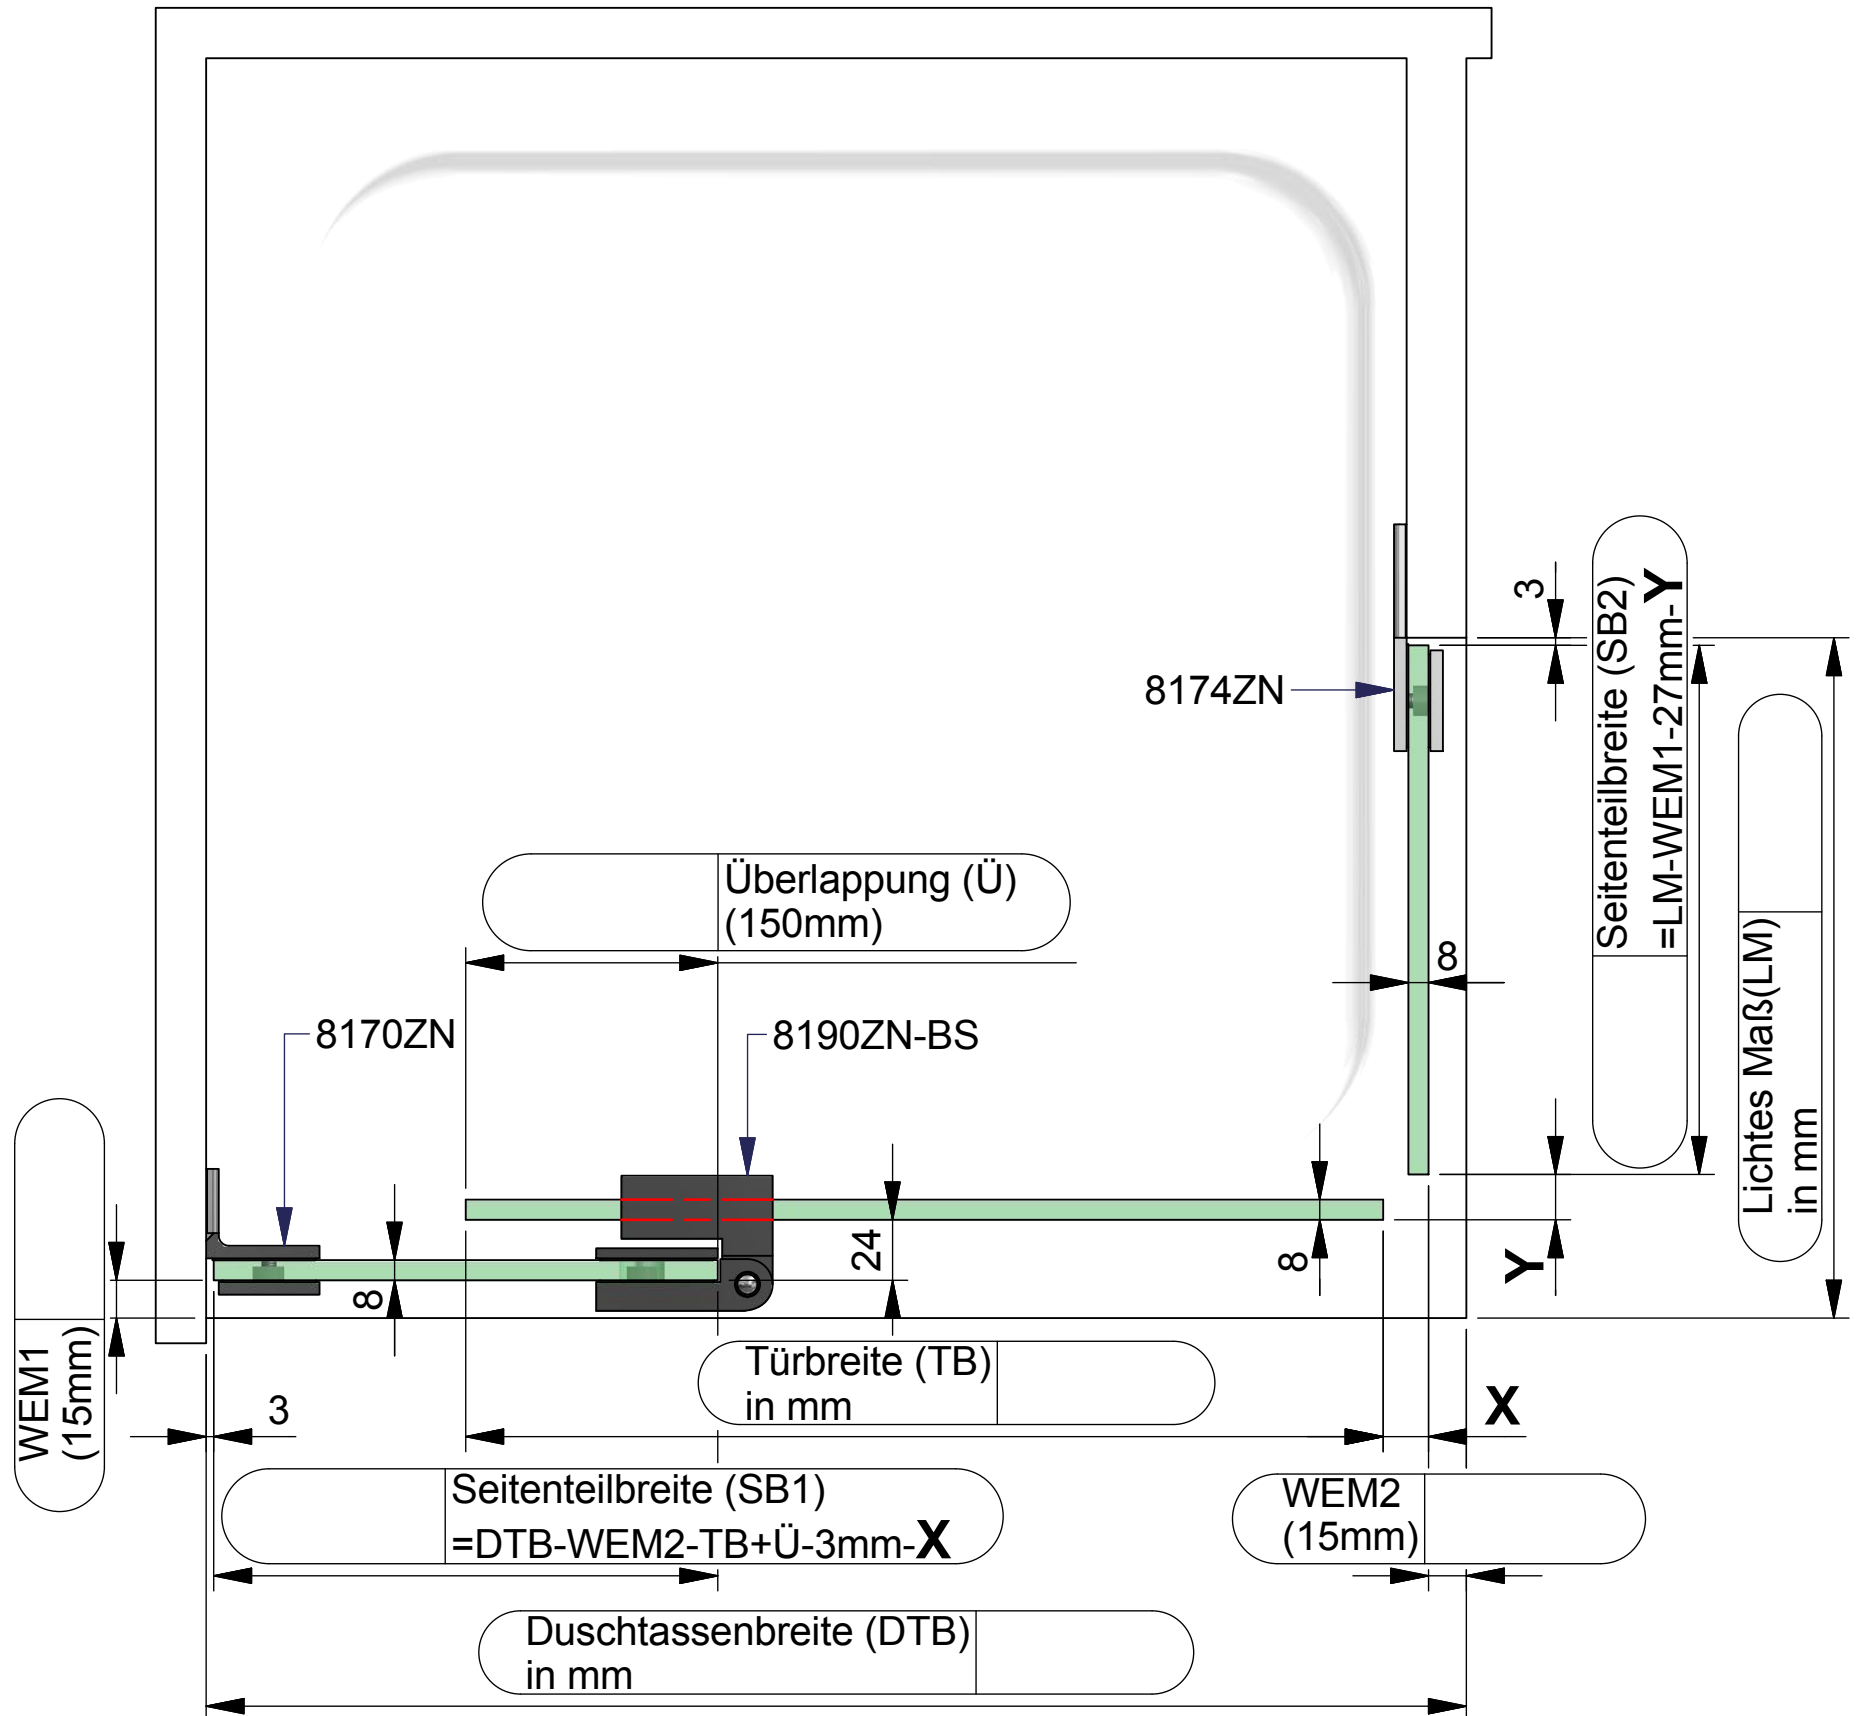 3
Seitenteilbreite (SB2)
=LM-WEM1-27mm-Y
8174ZN
Lichtes Maß(LM)
in mm
Überlappung (Ü)
(150mm)
8
8170ZN
8190ZN-BS
24
8
8
Y
WEM1
(15mm)
Türbreite (TB)
in mm
3
X
Seitenteilbreite (SB1)
=DTB-WEM2-TB+Ü-3mm-X
WEM2
(15mm)
Duschtassenbreite (DTB)
in mm